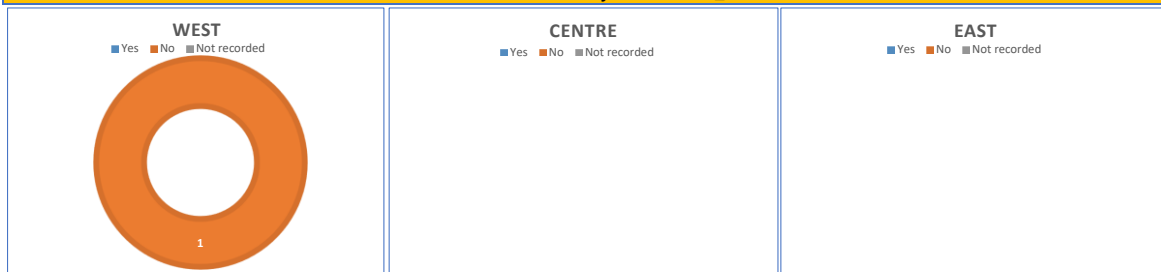 WEST
Yes No Not recorded
1
CENTRE
Yes No Not recorded
EAST
Yes No Not recorded